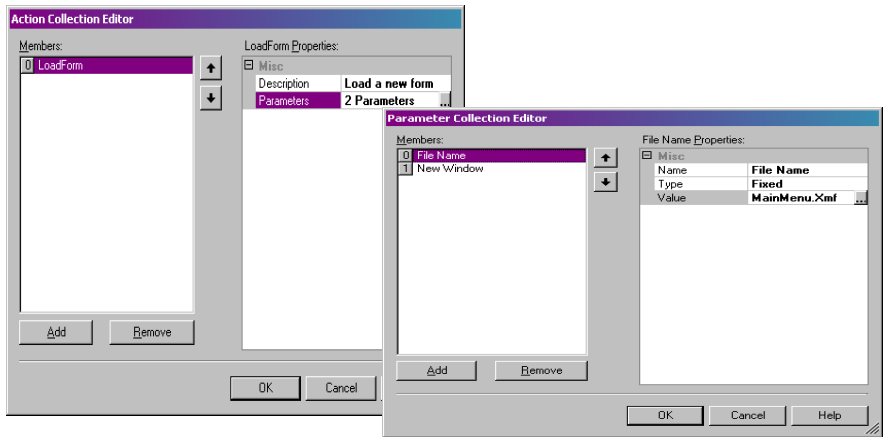 Action Collection Editor
Members:
0 LoadForm
LoadForm Properties:
Misc
Description Load a new form
Parameters 2 Parameters ...
Add Remove
OK Cancel
Parameter Collection Editor
Members:
0 File Name
1 New Window
File Name Properties:
Misc
Name File Name
Type Fixed
Value MainMenu.Xmf ...
Add Remove
OK Cancel Help